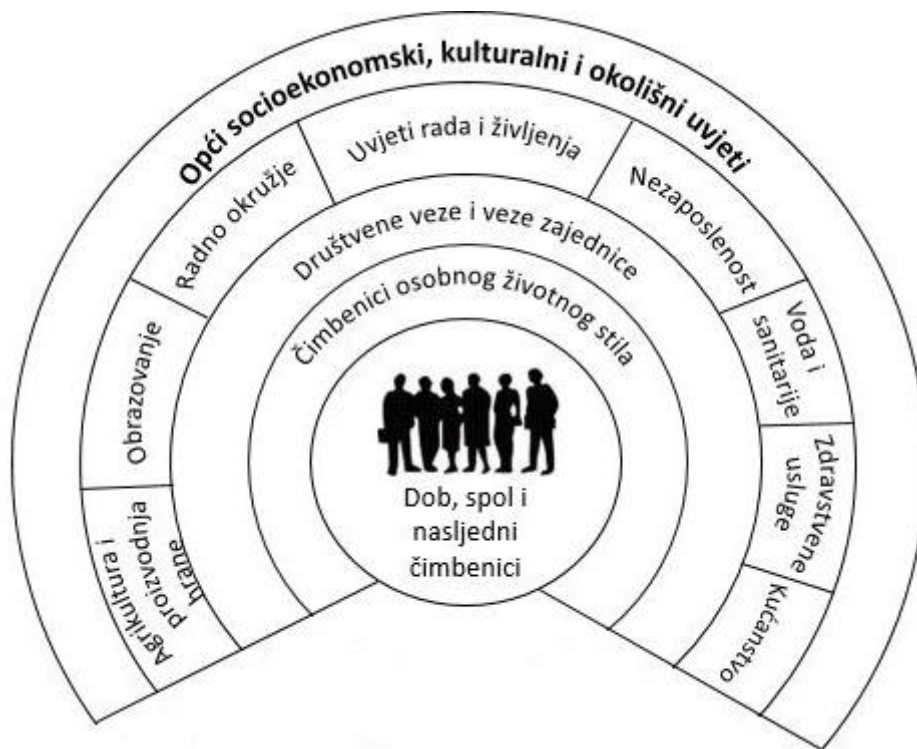 Opći socioekonomski, kulturalni i okolišni uvjeti
Agrikultura i
proizvodnja
hrane
Obrazovanje
Radno okružje
Uvjeti rada i življenja
Nezaposlenost
Voda i
sanitarije
Zdravstvene
usluge
Kućanstvo
Društvene veze i veze zajednice
Čimbenici osobnog životnog stila
Dob, spol i
nasljedni
čimbenici